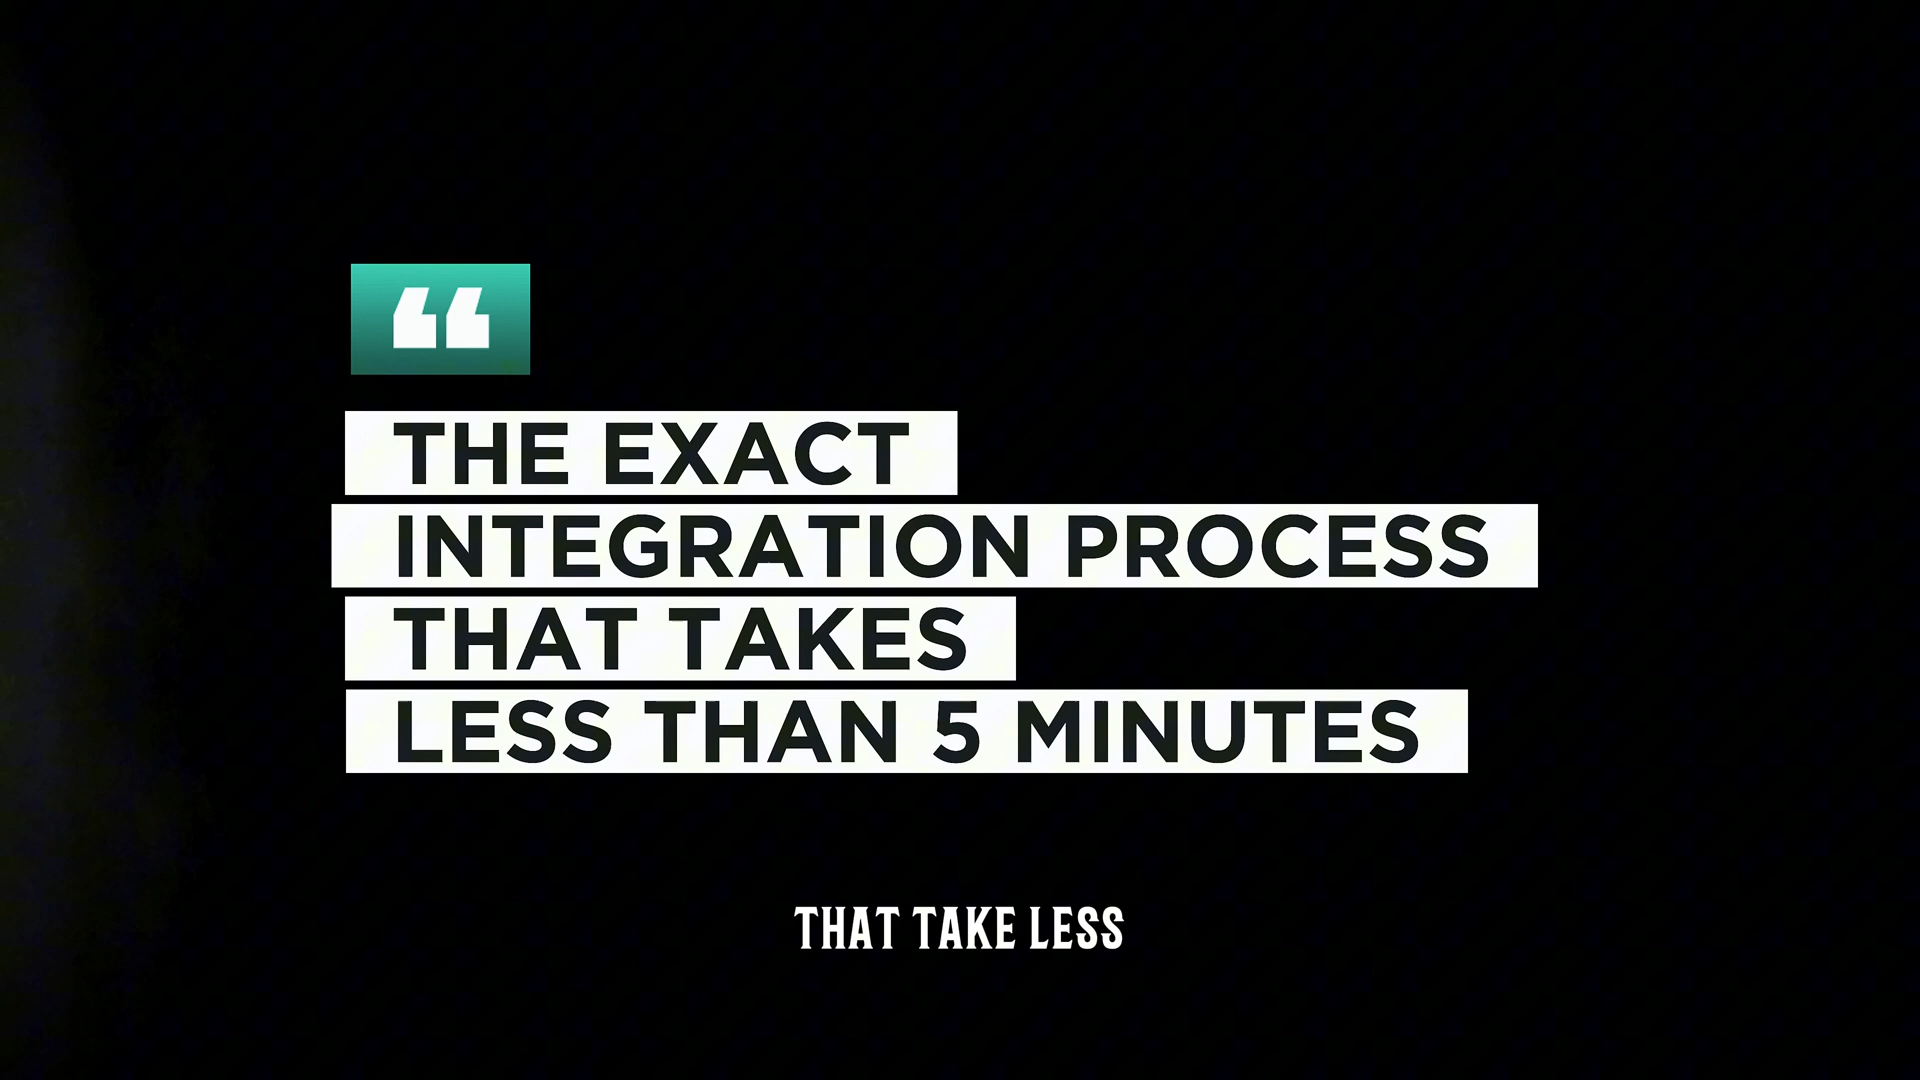 “
THE EXACT
INTEGRATION PROCESS
THAT TAKES
LESS THAN 5 MINUTES
THAT TAKE LESS